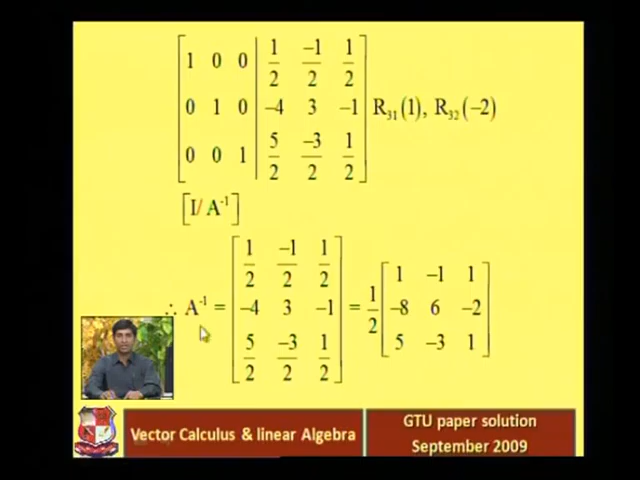 [1 0 0 | 1/2 -1/2 1/2]
[0 1 0 | -4 3 -1] R31(1), R32(-2)
[0 0 1 | 5/2 -3/2 1/2]
[I/ A-1]
∴ A-1 = [1/2 -1/2 1/2; -4 3 -1; 5/2 -3/2 1/2] = 1/2 [1 -1 1; -8 6 -2; 5 -3 1]
Vector Calculus & linear Algebra
GTU paper solution
September 2009